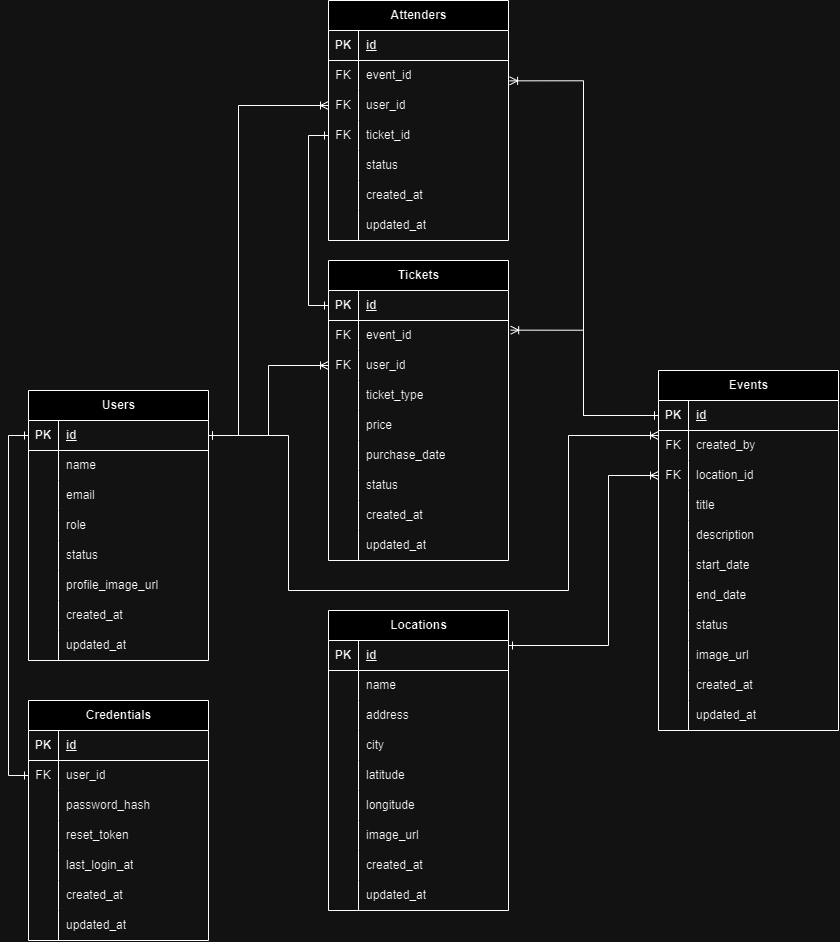 Attenders
PK id
FK event_id
FK user_id
FK ticket_id
status
created_at
updated_at
Tickets
PK id
FK event_id
FK user_id
ticket_type
price
purchase_date
status
created_at
updated_at
Users
PK id
name
email
role
status
profile_image_url
created_at
updated_at
Events
PK id
FK created_by
FK location_id
title
description
start_date
end_date
status
image_url
created_at
updated_at
Locations
PK id
name
address
city
latitude
longitude
image_url
created_at
updated_at
Credentials
PK id
FK user_id
password_hash
reset_token
last_login_at
created_at
updated_at